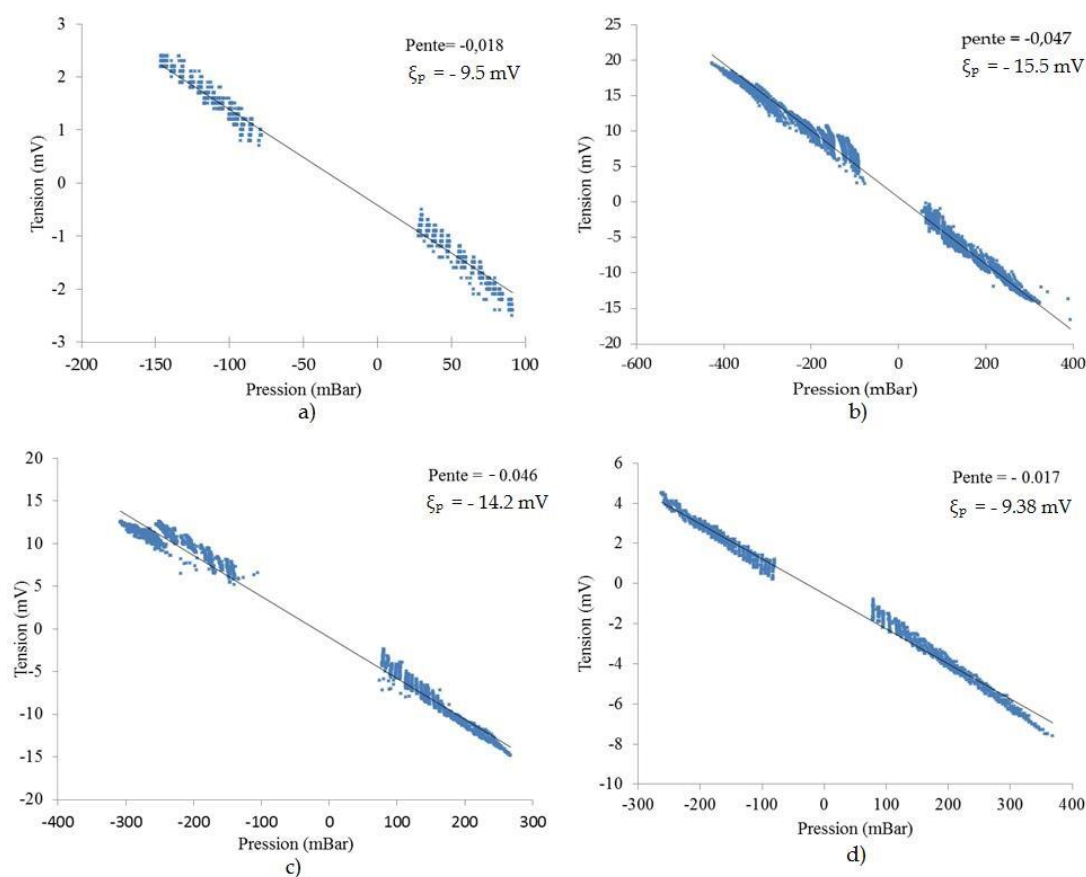 Pente= -0,018
ξP = - 9.5 mV
3
2
1
0
-1
-2
-3
Tension (mV)
-200 -150 -100 -50 0 50 100
Pression (mBar)
a)
pente = -0,047
ξP = - 15.5 mV
25
20
15
10
5
0
-5
-10
-15
-20
Tension (mV)
-600 -400 -200 0 200 400
Pression (mBar)
b)
Pente = - 0.046
ξP = - 14.2 mV
20
15
10
5
0
-5
-10
-15
-20
Tension (mV)
-400 -300 -200 -100 0 100 200 300
Pression (mBar)
c)
Pente = - 0.017
ξP = - 9.38 mV
6
4
2
0
-2
-4
-6
-8
-10
Tension (mV)
-300 -200 -100 0 100 200 300 400
Pression (mBar)
d)